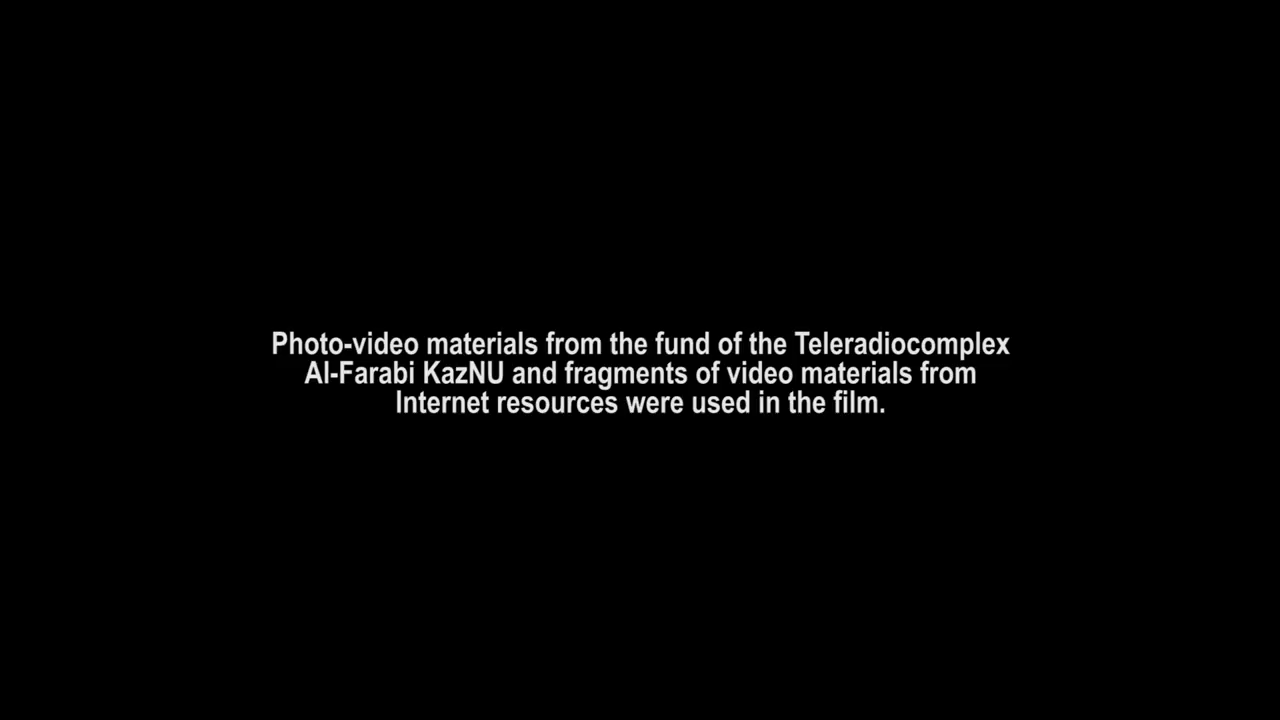 Photo-video materials from the fund of the Teleradiocomplex
Al-Farabi KazNU and fragments of video materials from
Internet resources were used in the film.